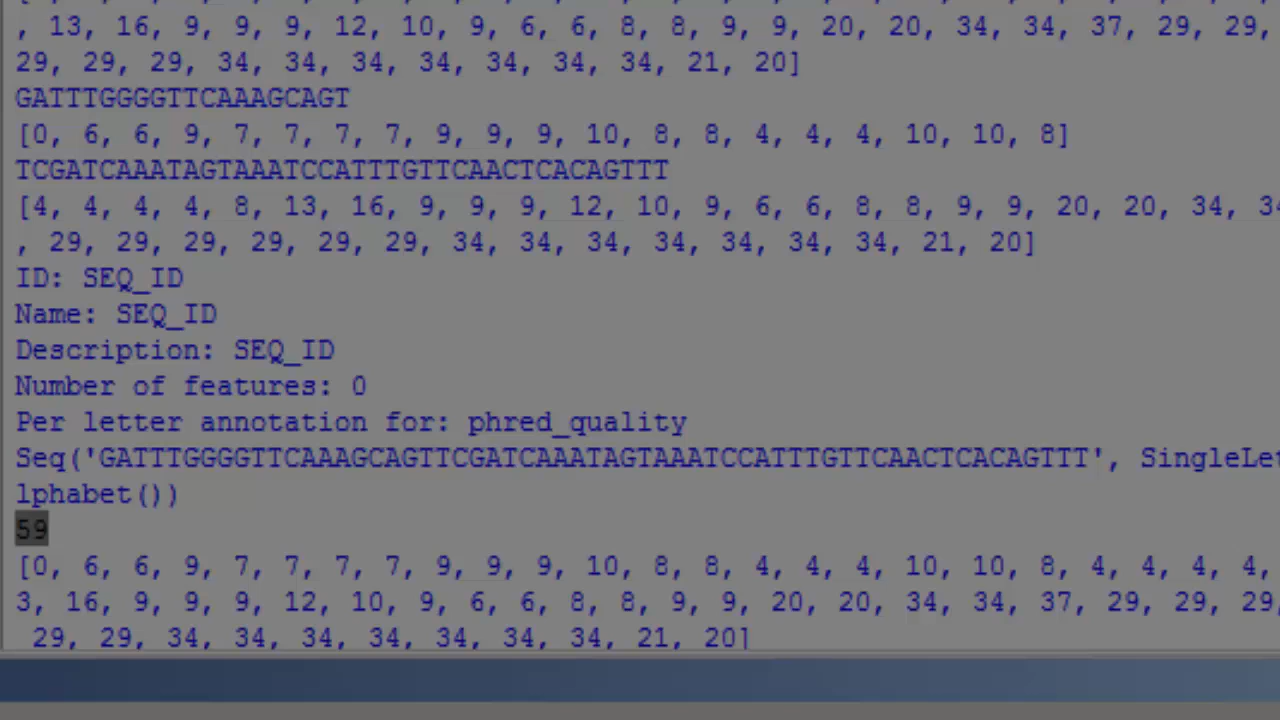 , 13, 16, 9, 9, 9, 12, 10, 9, 6, 6, 8, 8, 9, 9, 20, 20, 34, 34, 37, 29, 29,
29, 29, 29, 34, 34, 34, 34, 34, 34, 34, 21, 20]
GATTTGGGGTTCAAAGCAGT
[0, 6, 6, 9, 7, 7, 7, 7, 9, 9, 9, 10, 8, 8, 4, 4, 4, 10, 10, 8]
TCGATCAAATAGTAAATCCATTTGTTCAACTCACAGTTT
[4, 4, 4, 4, 8, 13, 16, 9, 9, 9, 12, 10, 9, 6, 6, 8, 8, 9, 9, 20, 20, 34, 34
, 29, 29, 29, 29, 29, 29, 34, 34, 34, 34, 34, 34, 34, 21, 20]
ID: SEQ_ID
Name: SEQ_ID
Description: SEQ_ID
Number of features: 0
Per letter annotation for: phred_quality
Seq('GATTTGGGGTTCAAAGCAGTTCGATCAAATAGTAAATCCATTTGTTCAACTCACAGTTT', SingleLet
lphabet())
59
[0, 6, 6, 9, 7, 7, 7, 7, 9, 9, 9, 10, 8, 8, 4, 4, 4, 10, 10, 8, 4, 4, 4, 4,
3, 16, 9, 9, 9, 12, 10, 9, 6, 6, 8, 8, 9, 9, 20, 20, 34, 34, 37, 29, 29, 29,
29, 29, 34, 34, 34, 34, 34, 34, 34, 21, 20]